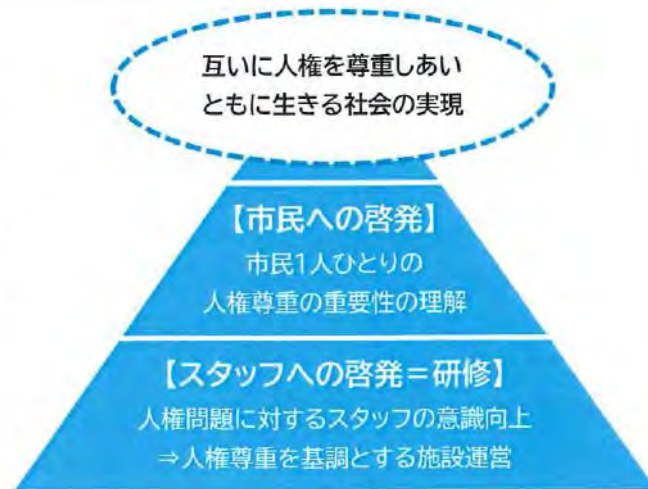 互いに人権を尊重しあい
ともに生きる社会の実現
【市民への啓発】
市民1人ひとりの
人権尊重の重要性の理解
【スタッフへの啓発＝研修】
人権問題に対するスタッフの意識向上
⇒人権尊重を基調とする施設運営